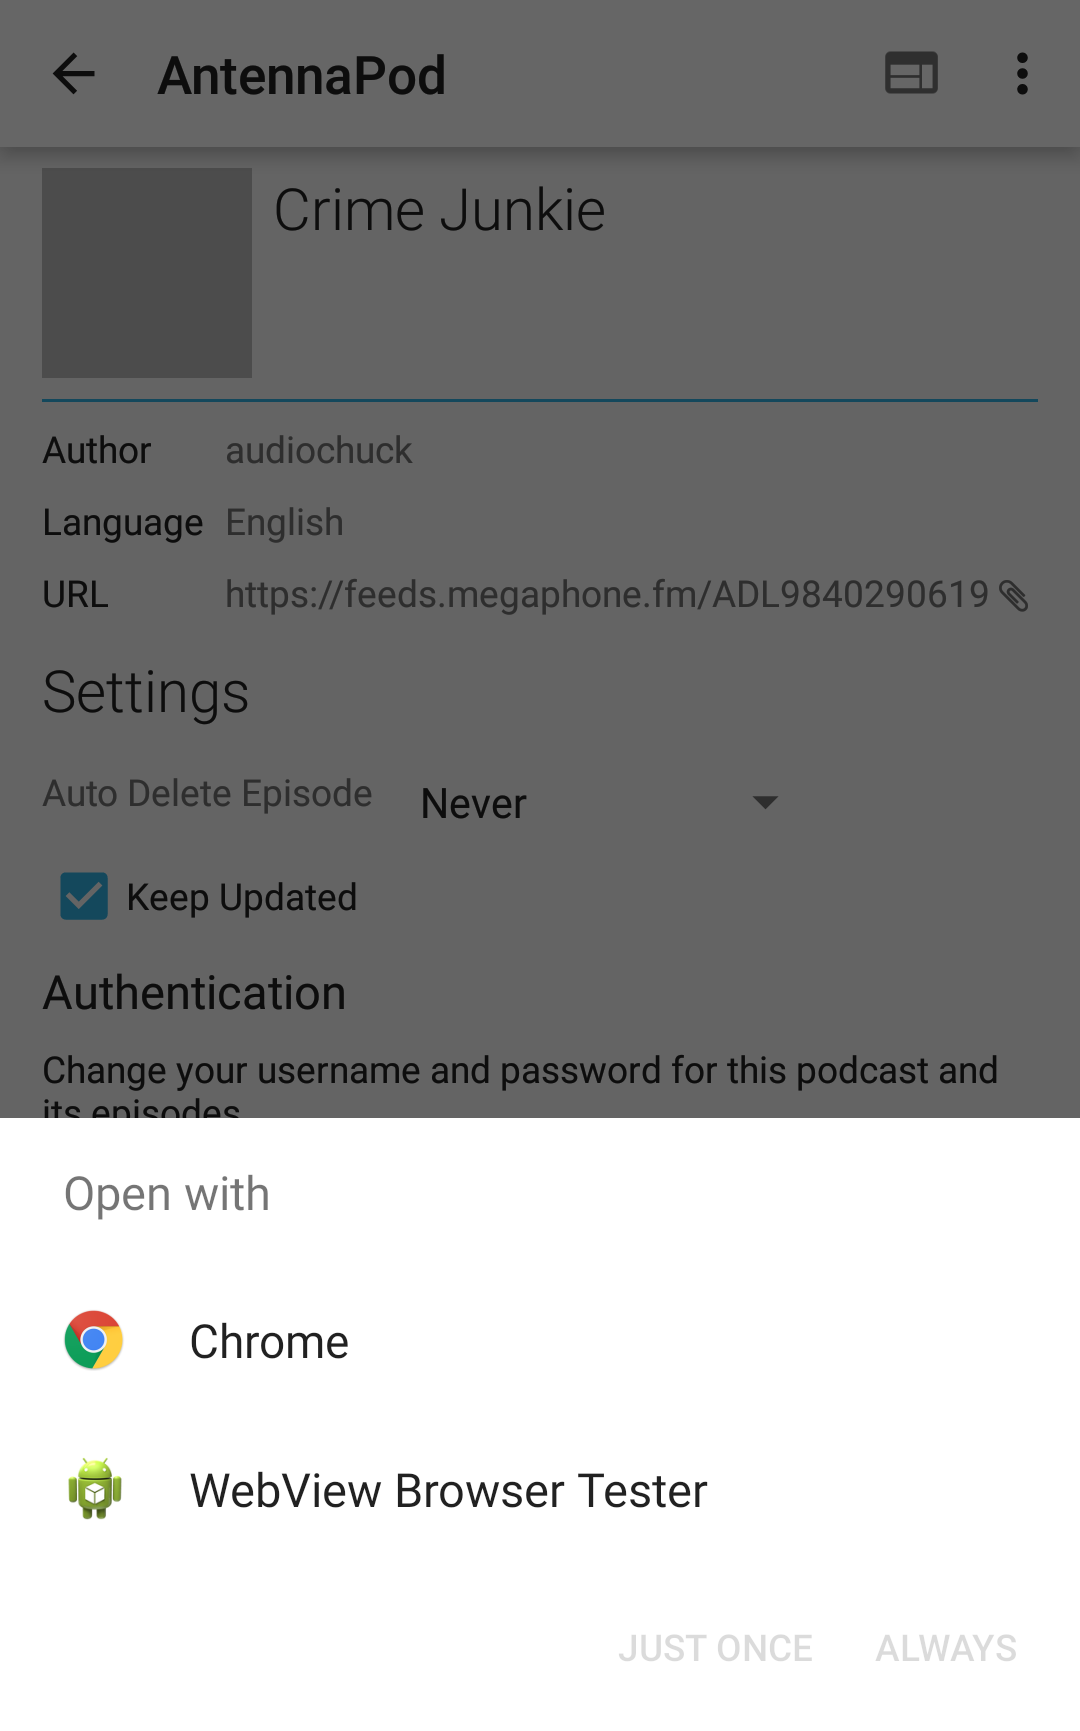 AntennaPod
Crime Junkie
Author audiochuck
Language English
URL https://feeds.megaphone.fm/ADL9840290619
Settings
Auto Delete Episode Never
Keep Updated
Authentication
Change your username and password for this podcast and
its episodes
Open with
Chrome
WebView Browser Tester
JUST ONCE ALWAYS